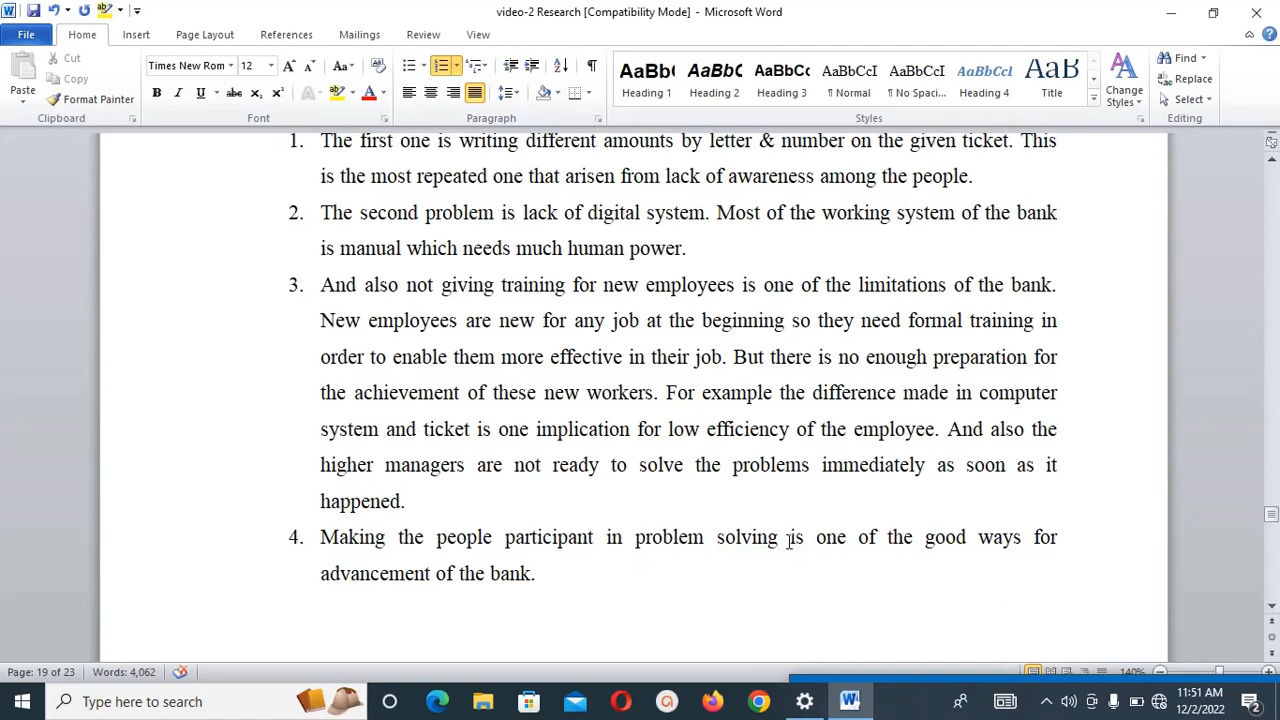 video-2 Research [Compatibility Mode] - Microsoft Word
File Home Insert Page Layout References Mailings Review View
Paste Cut Copy Format Painter
Times New Rom 12
Aa
B I U abc x₂ x² A
AaBb( AaBbC AaBbCc AaBbCcI AaBbCcI AaBbCcI AaB
Heading 1 Heading 2 Heading 3 ¶ Normal ¶ No Spaci... Heading 4 Title
Change Styles
Find Replace Select
Clipboard Font Paragraph Styles Editing
1. The first one is writing different amounts by letter & number on the given ticket. This
is the most repeated one that arisen from lack of awareness among the people.
2. The second problem is lack of digital system. Most of the working system of the bank
is manual which needs much human power.
3. And also not giving training for new employees is one of the limitations of the bank.
New employees are new for any job at the beginning so they need formal training in
order to enable them more effective in their job. But there is no enough preparation for
the achievement of these new workers. For example the difference made in computer
system and ticket is one implication for low efficiency of the employee. And also the
higher managers are not ready to solve the problems immediately as soon as it
happened.
4. Making the people participant in problem solving is one of the good ways for
advancement of the bank.
Page: 19 of 23 Words: 4,062 140%
Type here to search
11:51 AM
12/2/2022
2